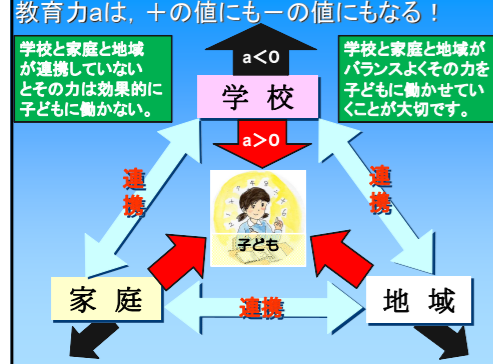 教育力aは，＋の値にも－の値にもなる！
学校と家庭と地域
が連携していない
とその力は効果的に
子どもに働かない。
a<0
学校と家庭と地域が
バランスよくその力を
子どもに働かせてい
くことが大切です。
学 校
a>0
連
携
連
携
子ども
家 庭
連携
地 域